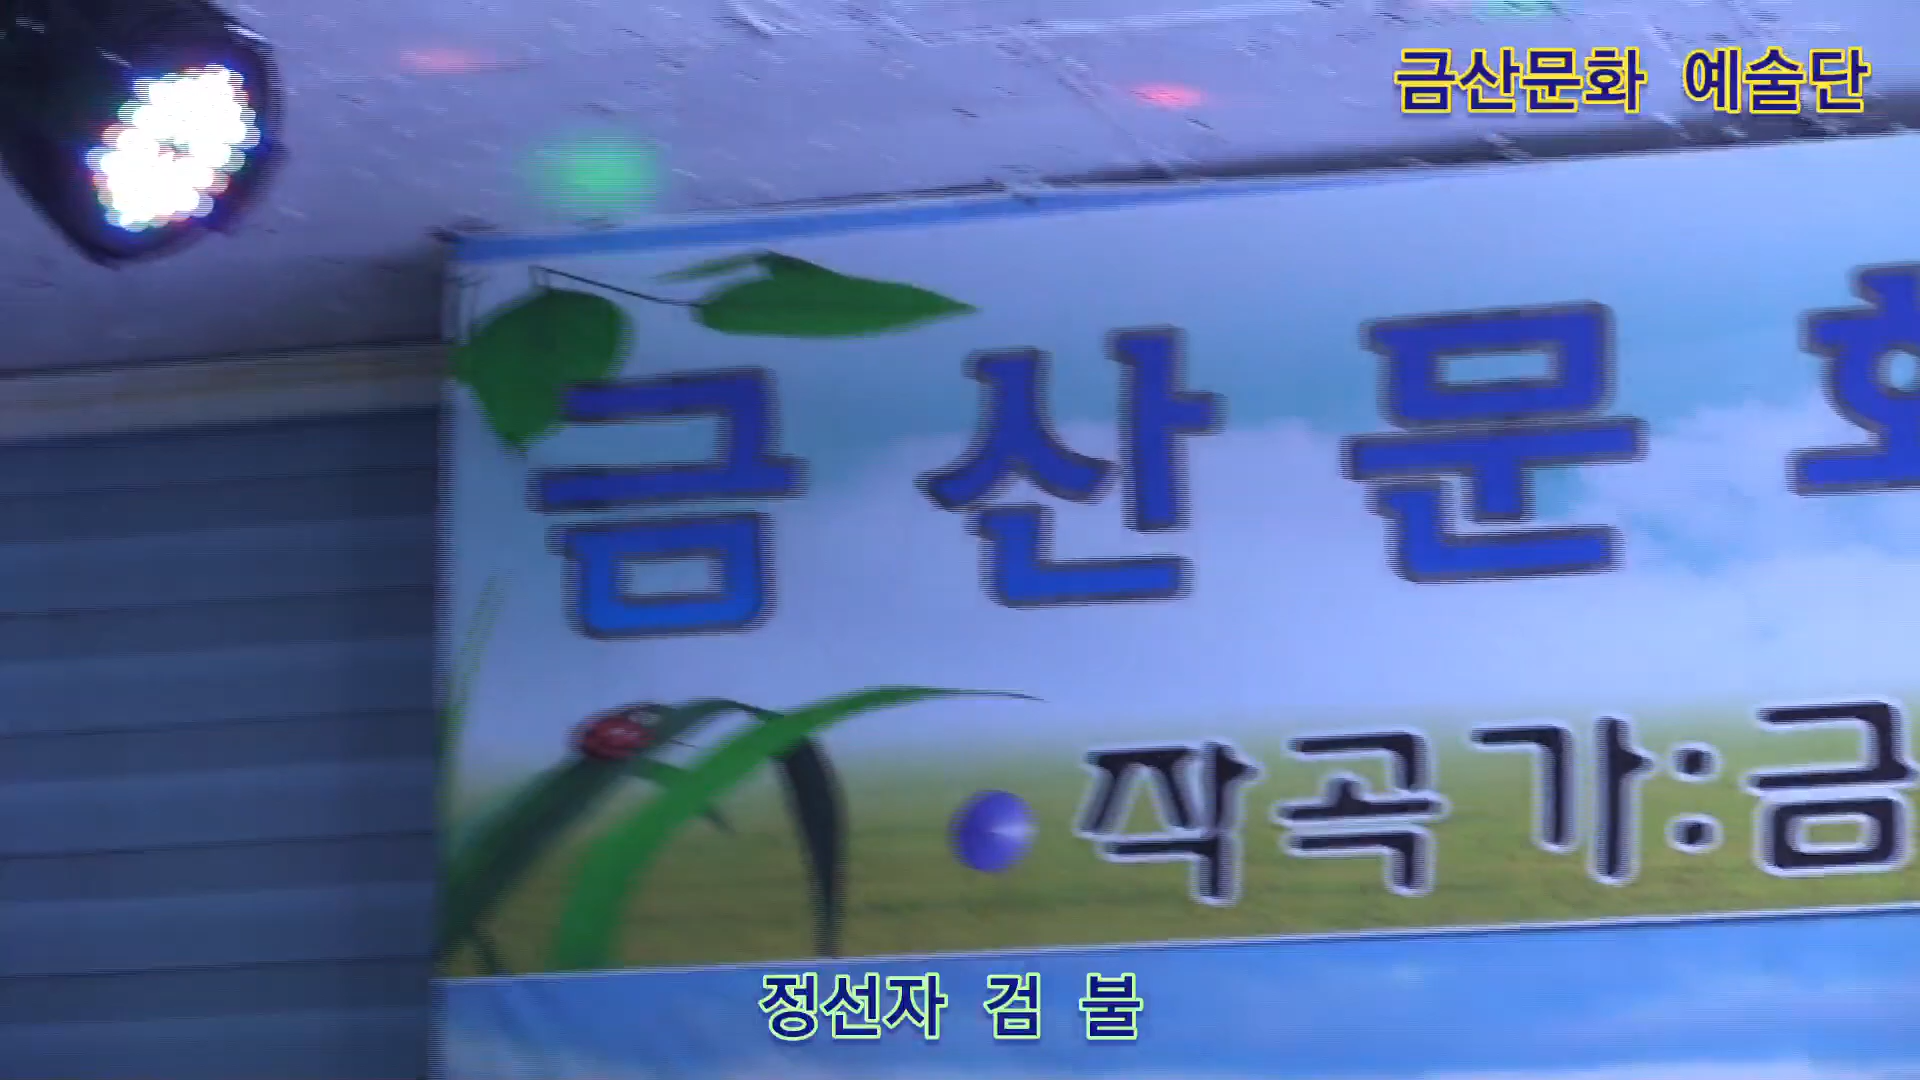 금산문화 예술단
금산문화
작곡가:금
정선자 검 불